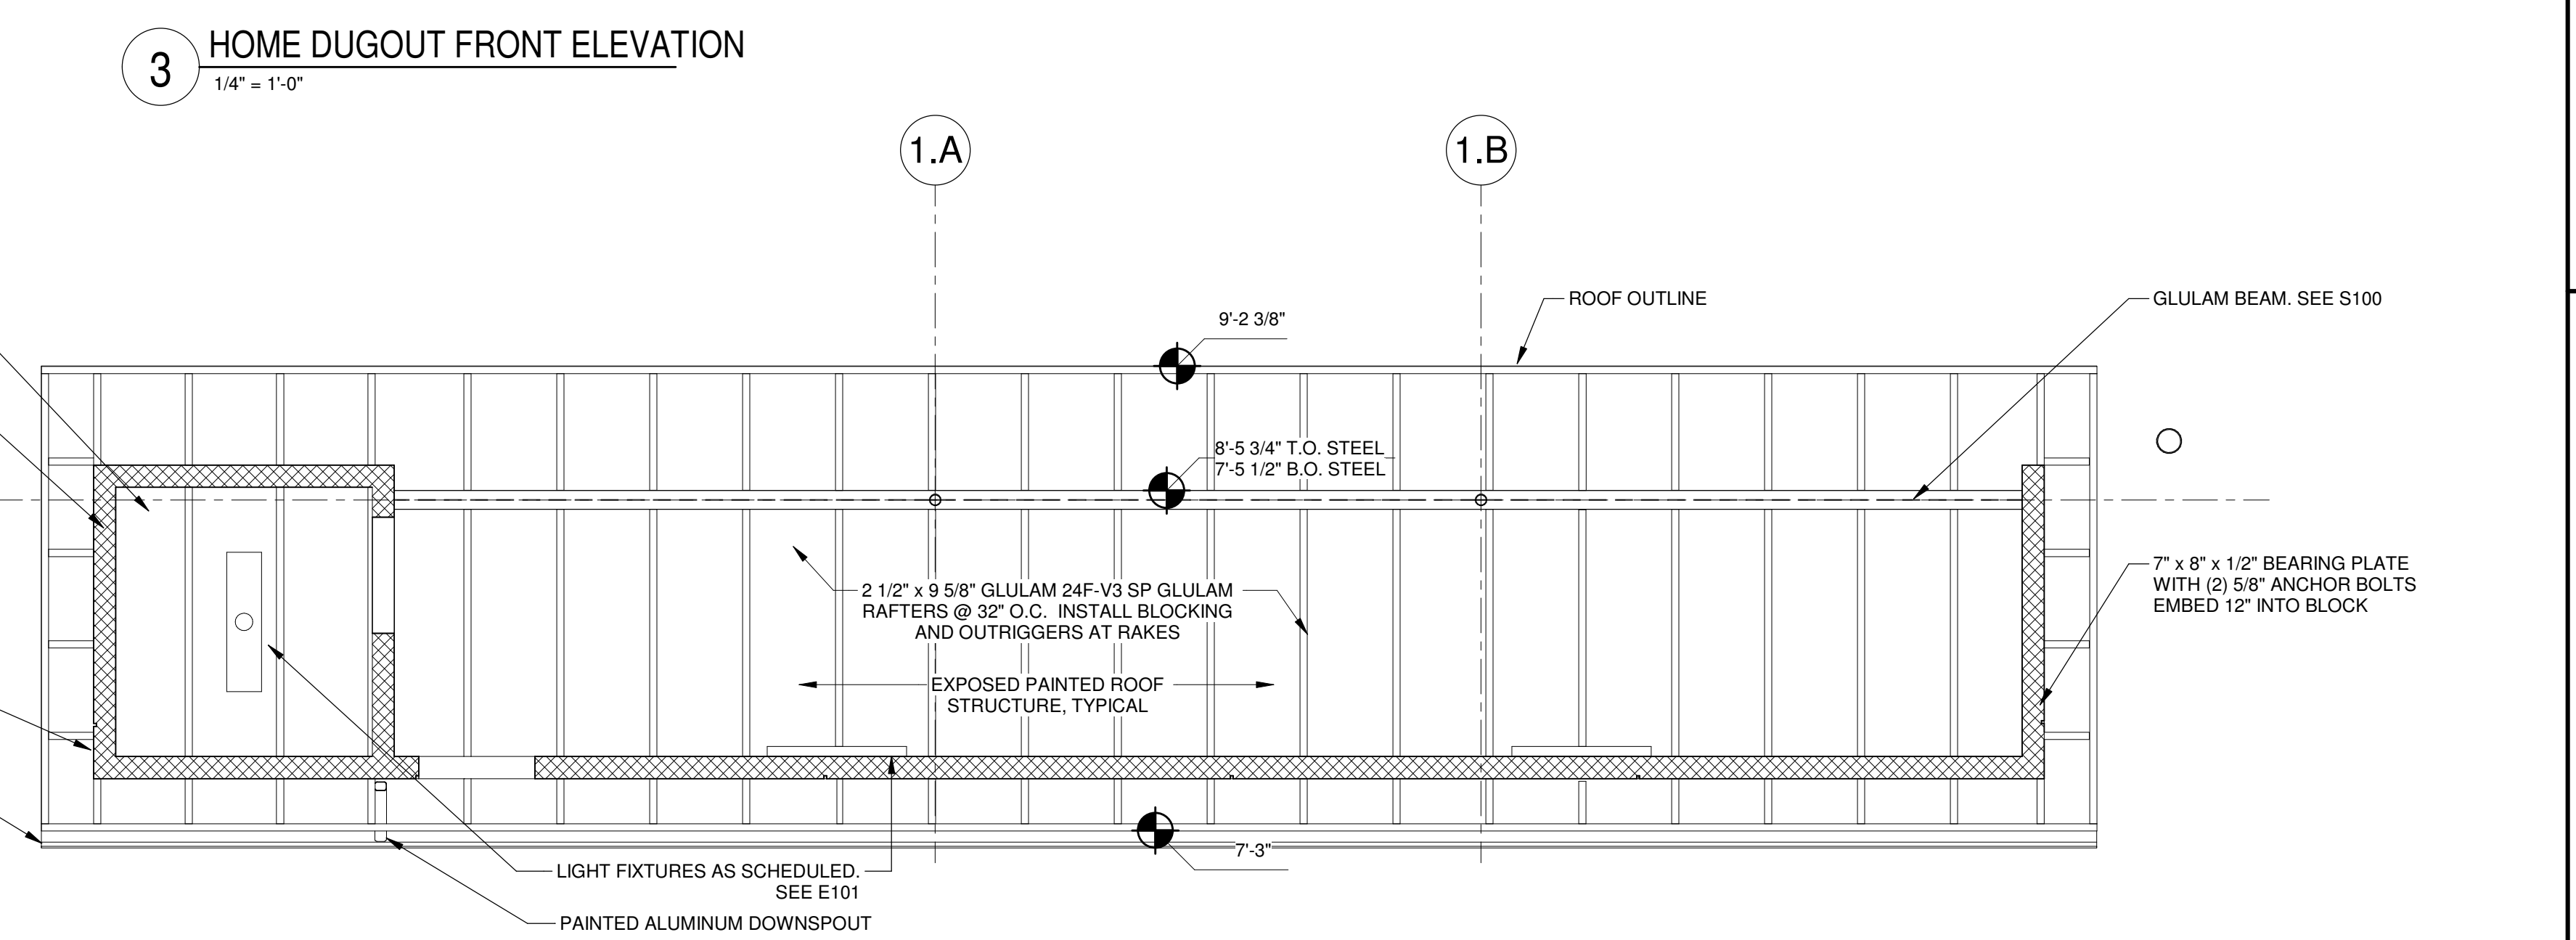 3
HOME DUGOUT FRONT ELEVATION
1/4" = 1'-0"
1.A
1.B
ROOF OUTLINE
GLULAM BEAM. SEE S100
9'-2 3/8"
8'-5 3/4" T.O. STEEL
7'-5 1/2" B.O. STEEL
2 1/2" x 9 5/8" GLULAM 24F-V3 SP GLULAM
RAFTERS @ 32" O.C. INSTALL BLOCKING
AND OUTRIGGERS AT RAKES
7" x 8" x 1/2" BEARING PLATE
WITH (2) 5/8" ANCHOR BOLTS
EMBED 12" INTO BLOCK
EXPOSED PAINTED ROOF
STRUCTURE, TYPICAL
7'-3"
LIGHT FIXTURES AS SCHEDULED.
SEE E101
PAINTED ALUMINUM DOWNSPOUT